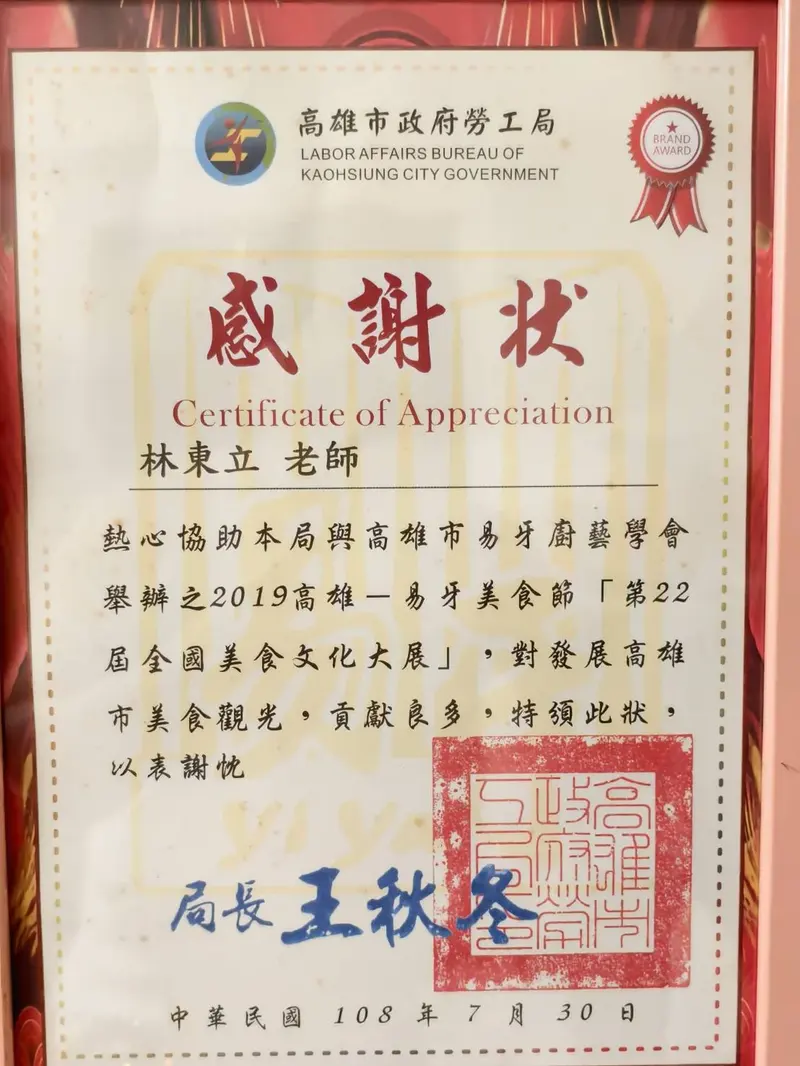 高雄市政府勞工局
LABOR AFFAIRS BUREAU OF
KAOHSIUNG CITY GOVERNMENT
BRAND
AWARD
感謝狀
Certificate of Appreciation
林東立 老師
熱心協助本局與高雄市易牙廚藝學會
舉辦之2019高雄—易牙美食節「第22
屆全國美食文化大展」,對發展高雄
市美食觀光,貢獻良多,特頒此狀,
以表謝忱
局長 王秋冬
中華民國 108 年 7 月 30 日